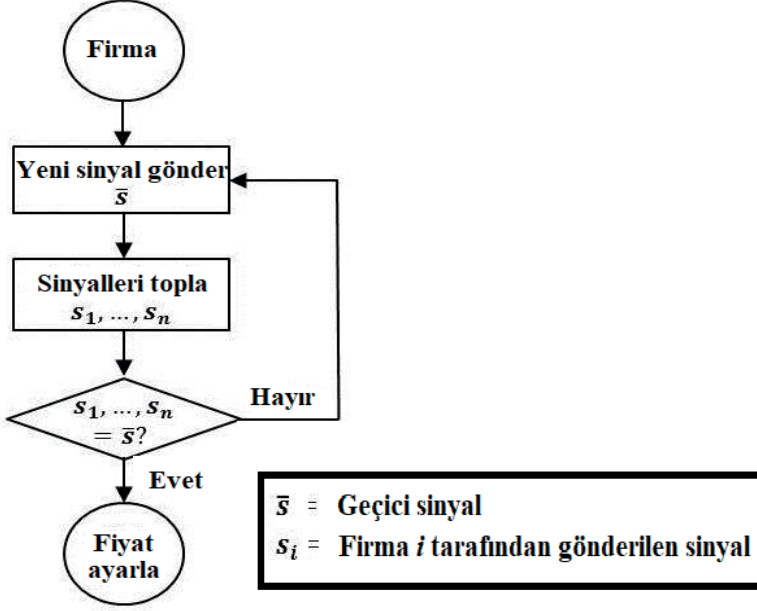 Firma
Yeni sinyal gönder
s̄
Sinyalleri topla
s₁, ..., sₙ
s₁, ..., sₙ
= s̄?
Hayır
Evet
Fiyat
ayarla
s̄ = Geçici sinyal
sᵢ = Firma i tarafından gönderilen sinyal